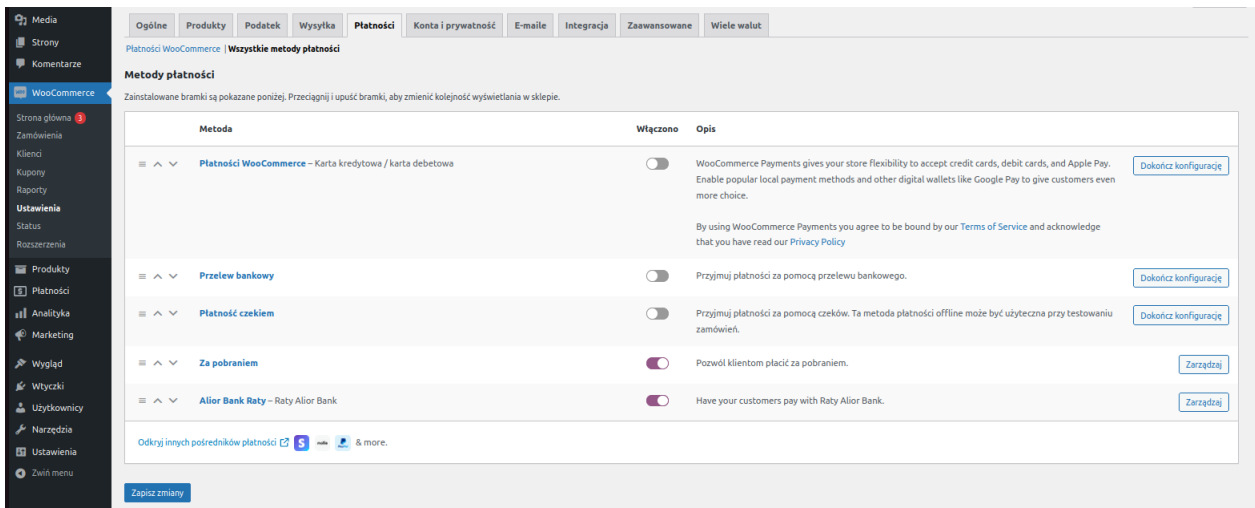 Media
Strony
Komentarze
WooCommerce
Strona główna 3
Zamówienia
Klienci
Kupony
Raporty
Ustawienia
Status
Rozszerzenia
Produkty
Płatności
Analityka
Marketing
Wygląd
Wtyczki
Użytkownicy
Narzędzia
Ustawienia
Zwiń menu
Ogólne Produkty Podatek Wysyłka Płatności Konta i prywatność E-maile Integracja Zaawansowane Wiele walut
Płatności WooCommerce | Wszystkie metody płatności
Metody płatności
Zainstalowane bramki są pokazane poniżej. Przeciągnij i upuść bramki, aby zmienić kolejność wyświetlania w sklepie.
Metoda Włączono Opis
Płatności WooCommerce – Karta kredytowa / karta debetowa
WooCommerce Payments gives your store flexibility to accept credit cards, debit cards, and Apple Pay.
Enable popular local payment methods and other digital wallets like Google Pay to give customers even
more choice.
By using WooCommerce Payments you agree to be bound by our Terms of Service and acknowledge
that you have read our Privacy Policy
Dokończ konfigurację
Przelew bankowy
Przyjmuj płatności za pomocą przelewu bankowego.
Dokończ konfigurację
Płatność czekiem
Przyjmuj płatności za pomocą czeków. Ta metoda płatności offline może być użyteczna przy testowaniu
zamówień.
Dokończ konfigurację
Za pobraniem
Pozwól klientom płacić za pobraniem.
Zarządzaj
Alior Bank Raty – Raty Alior Bank
Have your customers pay with Raty Alior Bank.
Zarządzaj
Odkryj innych pośredników płatności S & more.
Zapisz zmiany